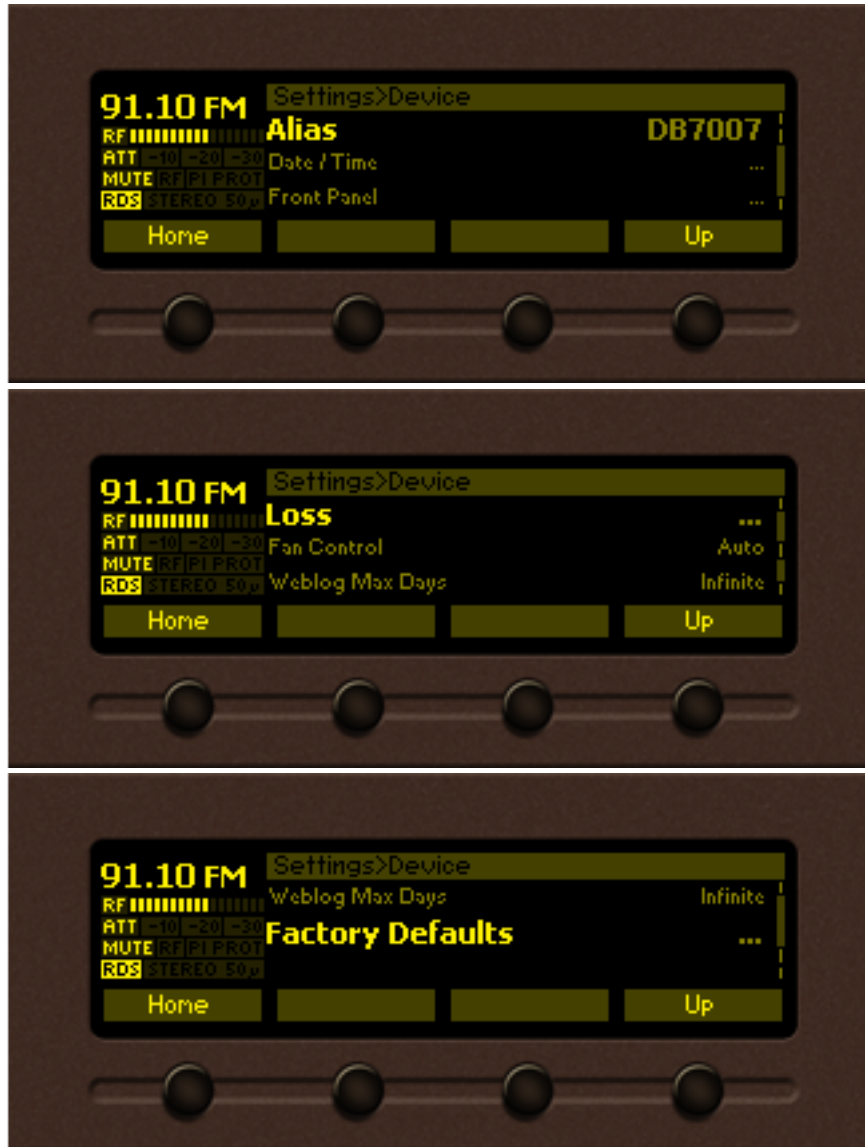 91.10 FM
Settings>Device
RF
Alias DB7007
ATT -10 -20 -30
Date / Time ...
MUTE RF PI PROT
RDS STEREO 50µ
Front Panel ...
Home Up
91.10 FM
Settings>Device
RF
Loss ...
ATT -10 -20 -30
Fan Control Auto
MUTE RF PI PROT
RDS STEREO 50µ
Weblog Max Days Infinite
Home Up
91.10 FM
Settings>Device
RF
Weblog Max Days Infinite
ATT -10 -20 -30
Factory Defaults ...
MUTE RF PI PROT
RDS STEREO 50µ
Home Up